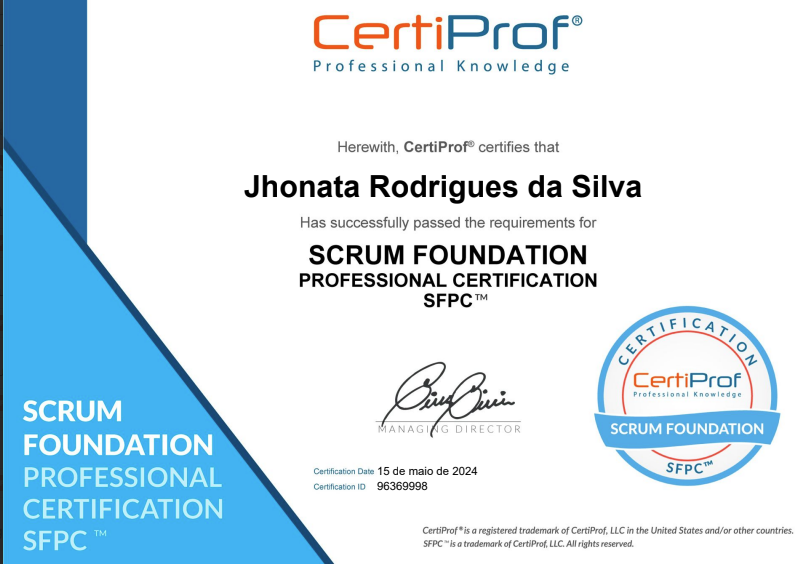 CertiProf®
Professional Knowledge
Herewith, CertiProf® certifies that
Jhonata Rodrigues da Silva
Has successfully passed the requirements for
SCRUM FOUNDATION
PROFESSIONAL CERTIFICATION
SFPC™
MANAGING DIRECTOR
Certification Date 15 de maio de 2024
Certification ID 96369998
SCRUM
FOUNDATION
PROFESSIONAL
CERTIFICATION
SFPC ™
CERTIFICATION
CertiProf
Professional Knowledge
SCRUM FOUNDATION
SFPC™
CertiProf® is a registered trademark of CertiProf, LLC in the United States and/or other countries.
SFPC™ is a trademark of CertiProf, LLC. All rights reserved.